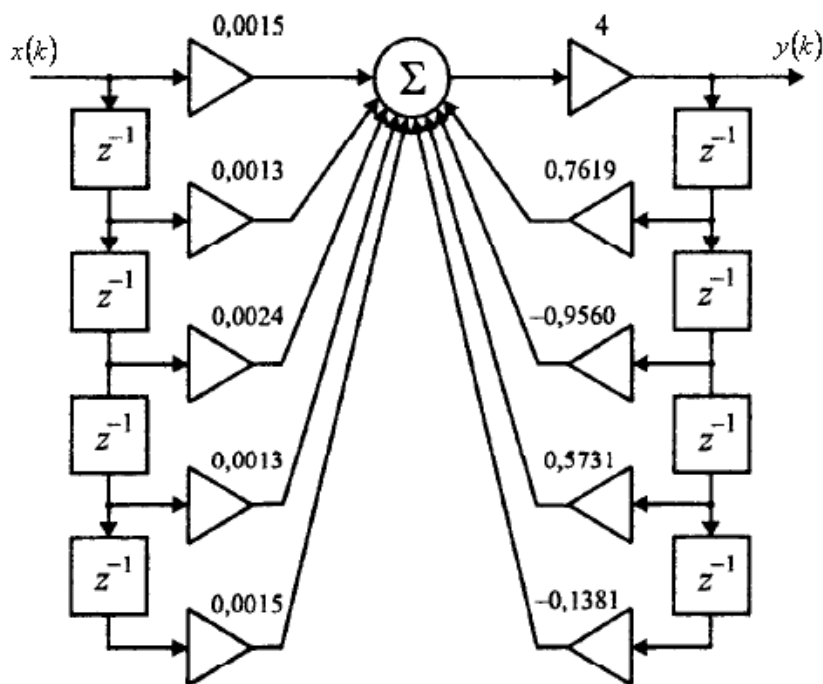 0,0015
4
x(k)
Σ
y(k)
z⁻¹
z⁻¹
0,0013
0,7619
z⁻¹
z⁻¹
0,0024
–0,9560
z⁻¹
z⁻¹
0,0013
0,5731
z⁻¹
z⁻¹
0,0015
–0,1381